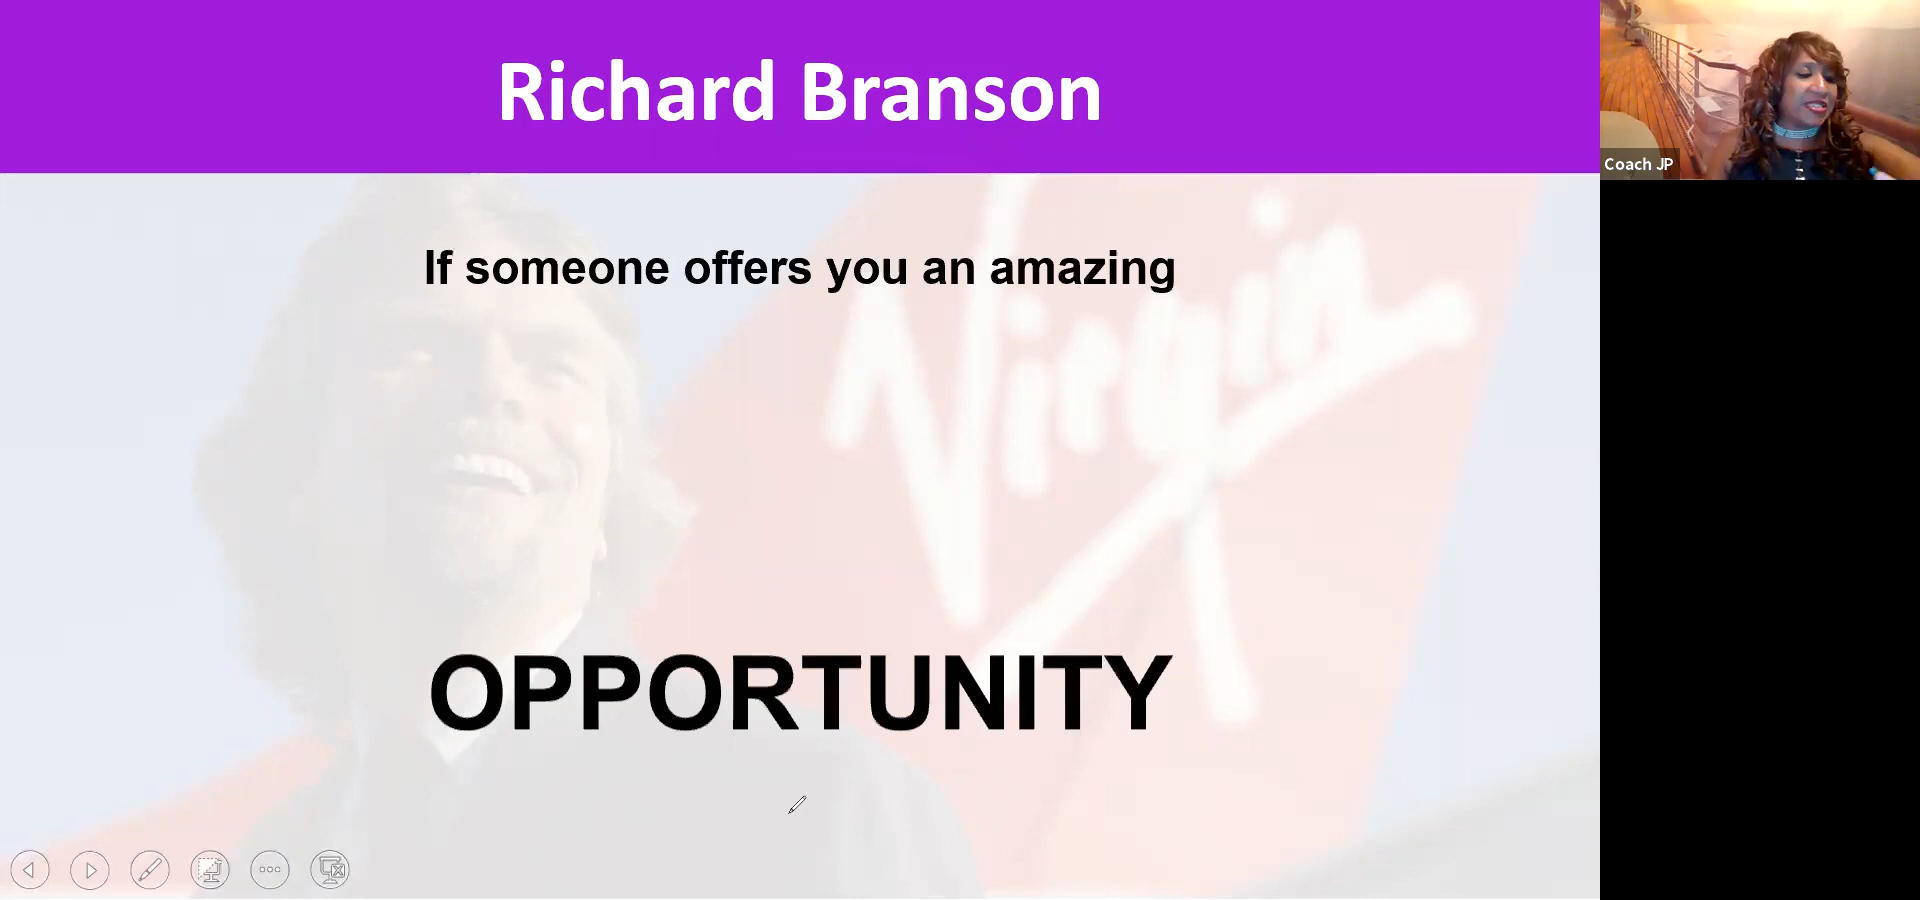 Richard Branson
If someone offers you an amazing
Virgin
OPPORTUNITY
Coach JP